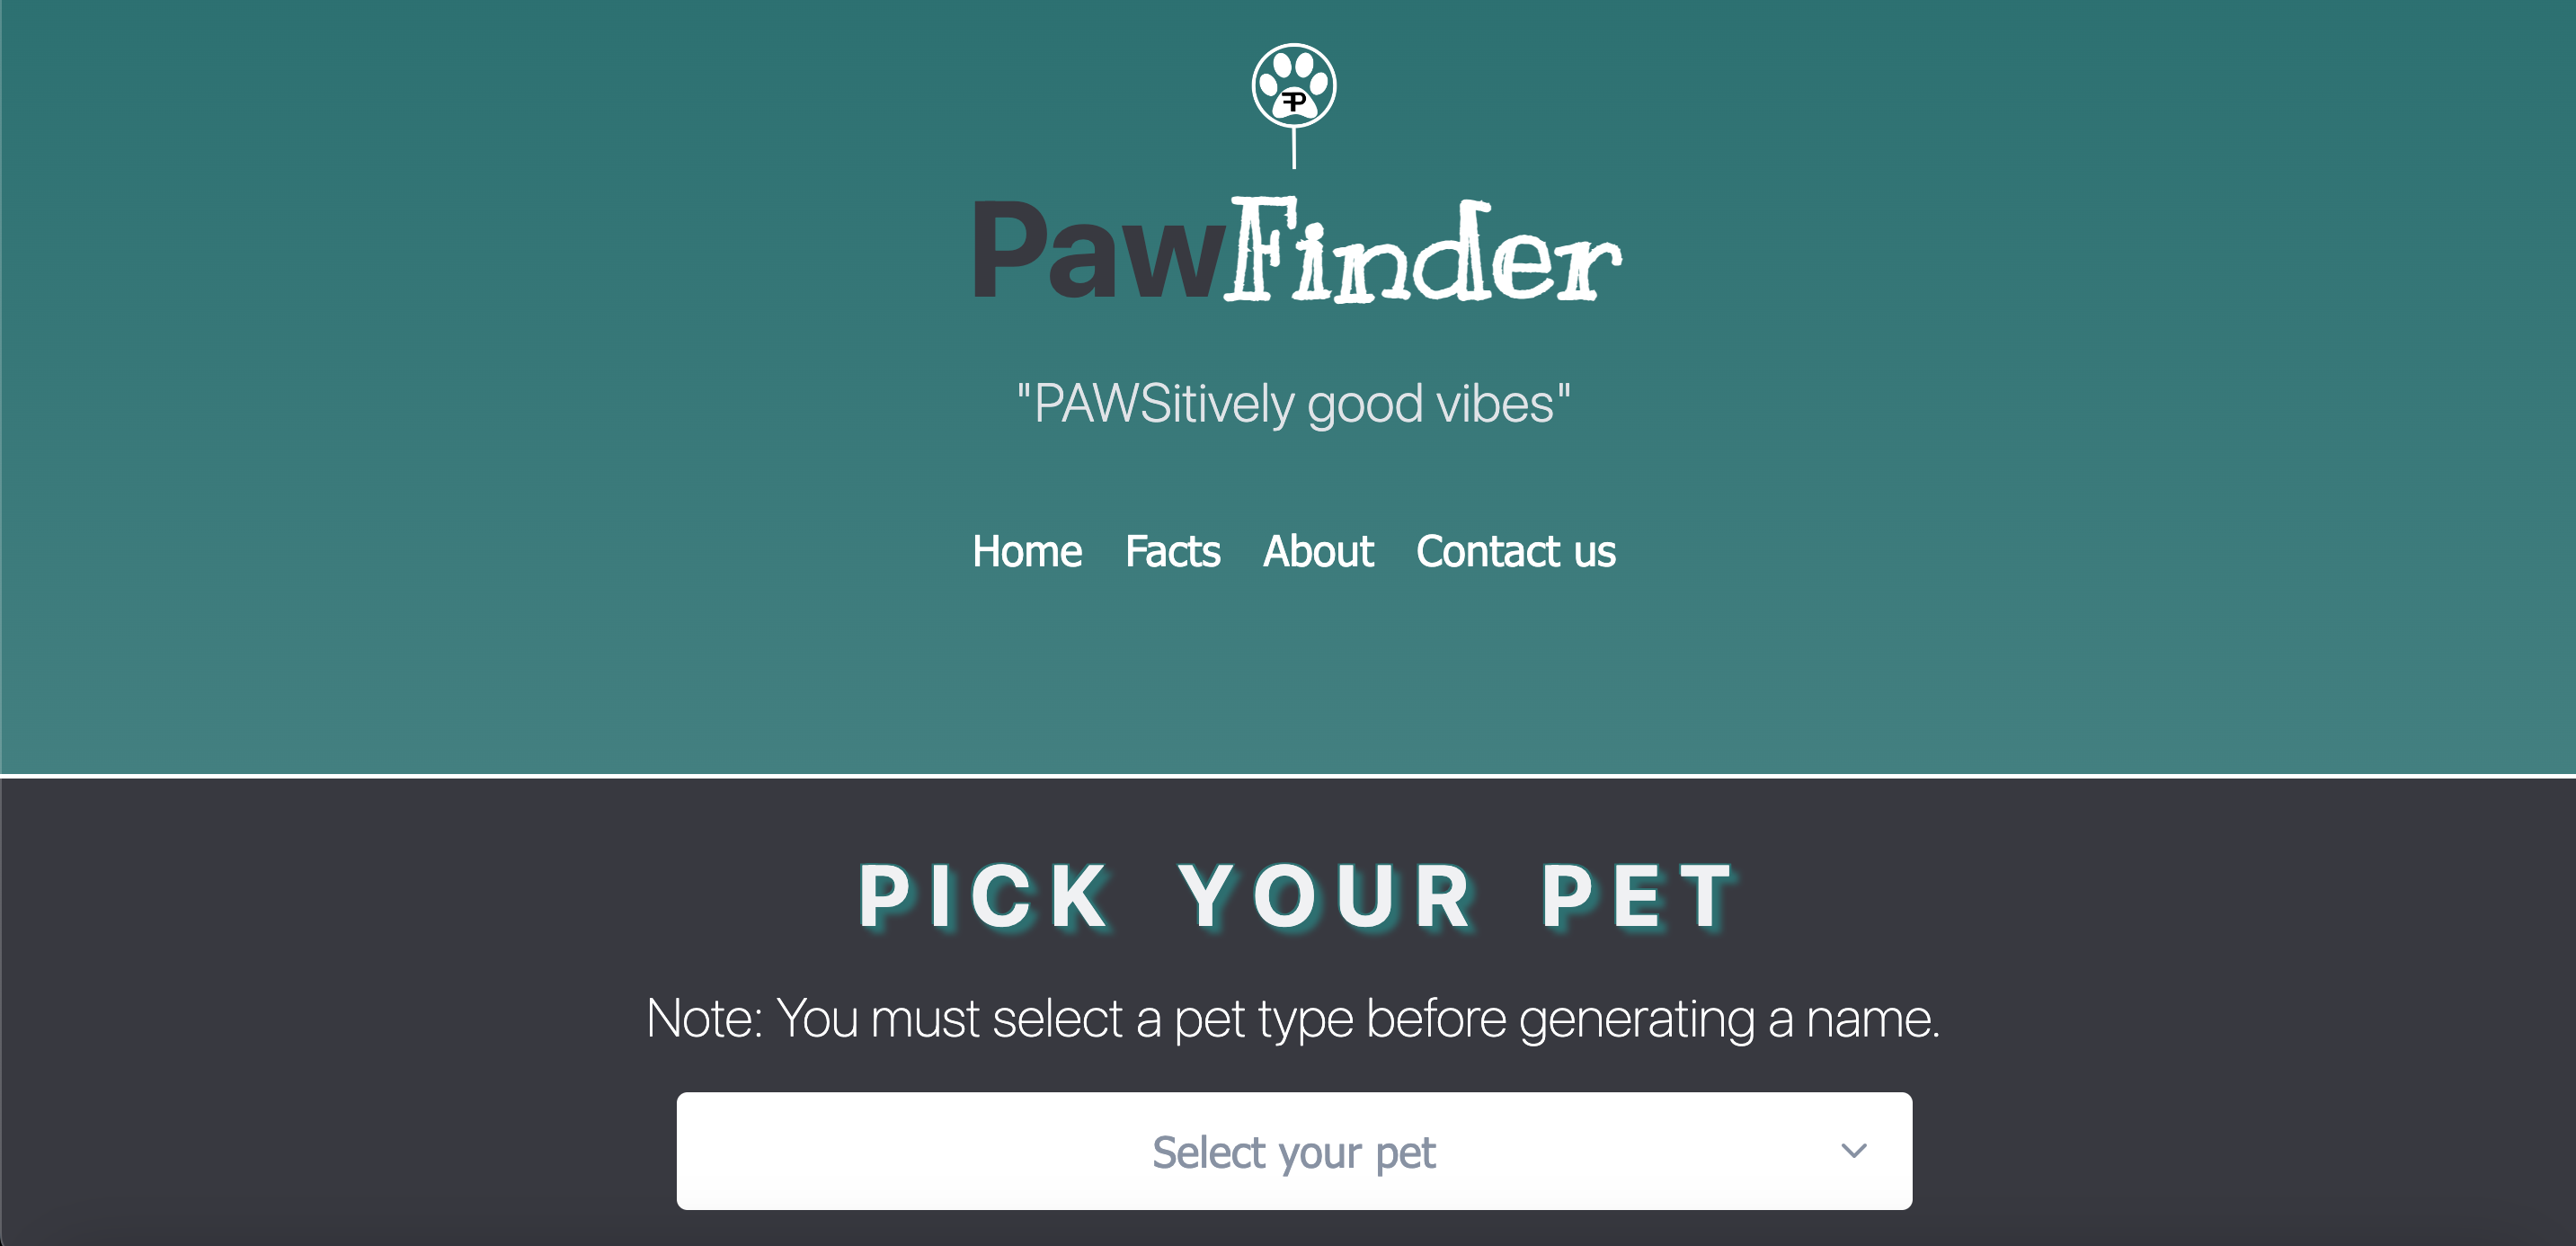 FP
PawFinder
"PAWSitively good vibes"
Home Facts About Contact us
PICK YOUR PET
Note: You must select a pet type before generating a name.
Select your pet